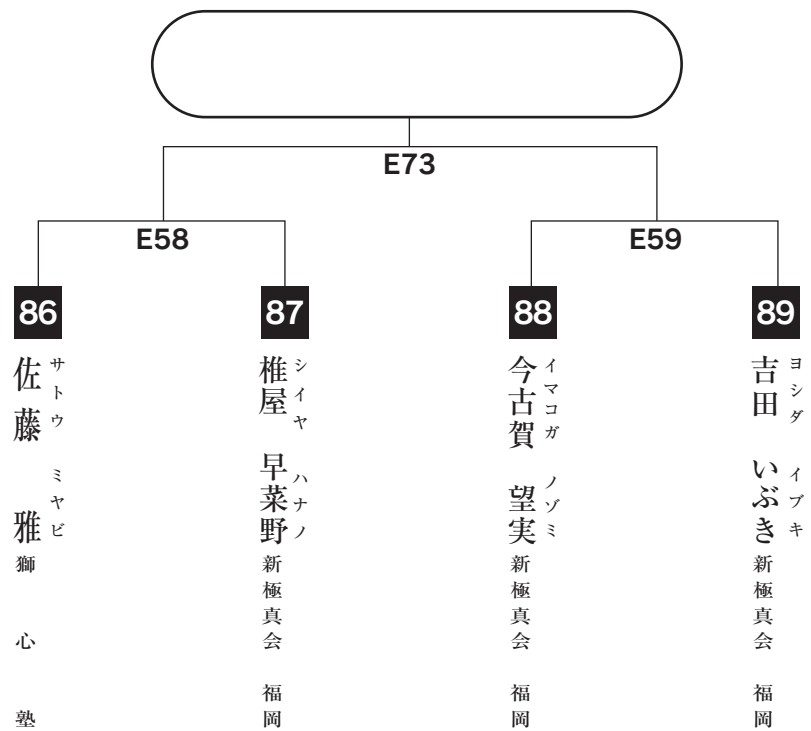 E73
E58
E59
86
佐藤 雅
サトウ ミヤビ
獅心塾
87
椎屋 早菜野
シイヤ ハナノ
新極真会 福岡
88
今古賀 望実
イマコガ ノゾミ
新極真会 福岡
89
吉田 いぶき
ヨシダ イブキ
新極真会 福岡